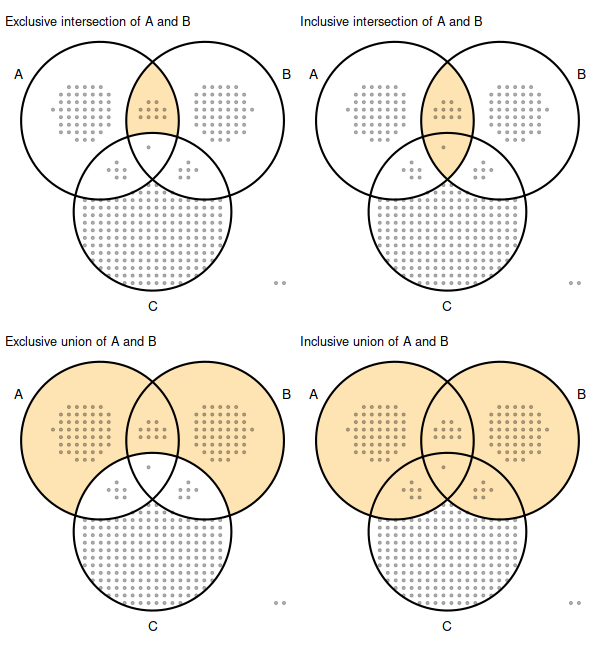 Exclusive intersection of A and B
Inclusive intersection of A and B
A
B
A
B
C
C
Exclusive union of A and B
Inclusive union of A and B
A
B
A
B
C
C